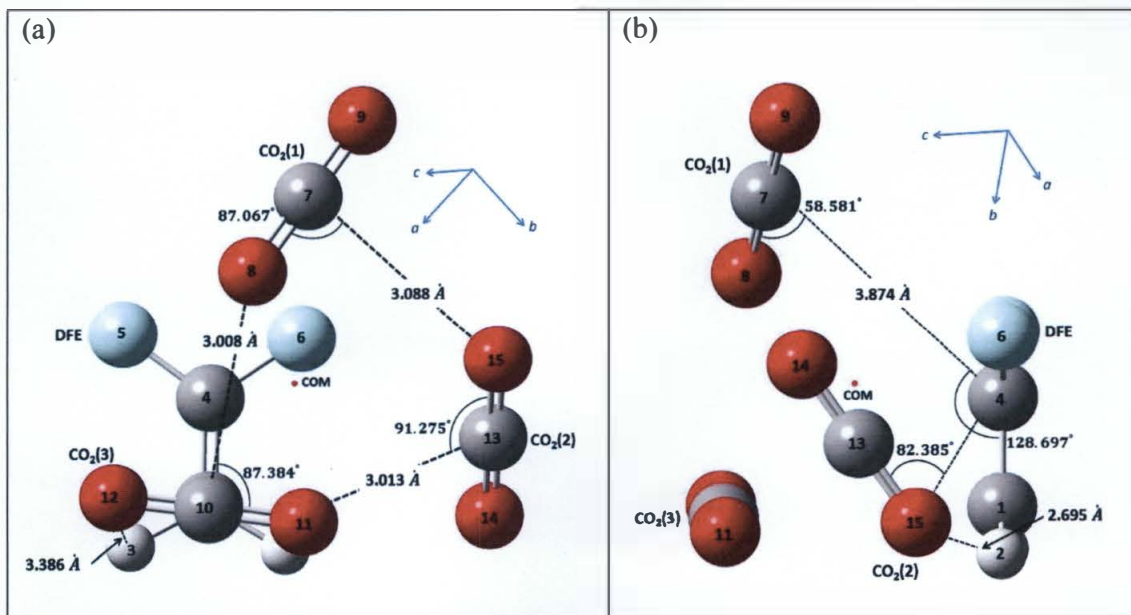 (a)
9
CO₂(1)
7
c
87.067°
a
b
8
3.088 Å
5
DFE
6
3.008 Å
15
COM
4
91.275°
13
CO₂(2)
CO₂(3)
87.384°
12
10
3.013 Å
11
14
3
3.386 Å
(b)
9
c
CO₂(1)
7
58.581°
a
b
8
3.874 Å
6
DFE
14
COM
4
13
82.385°
128.697°
1
CO₂(3)
11
15
2.695 Å
2
CO₂(2)